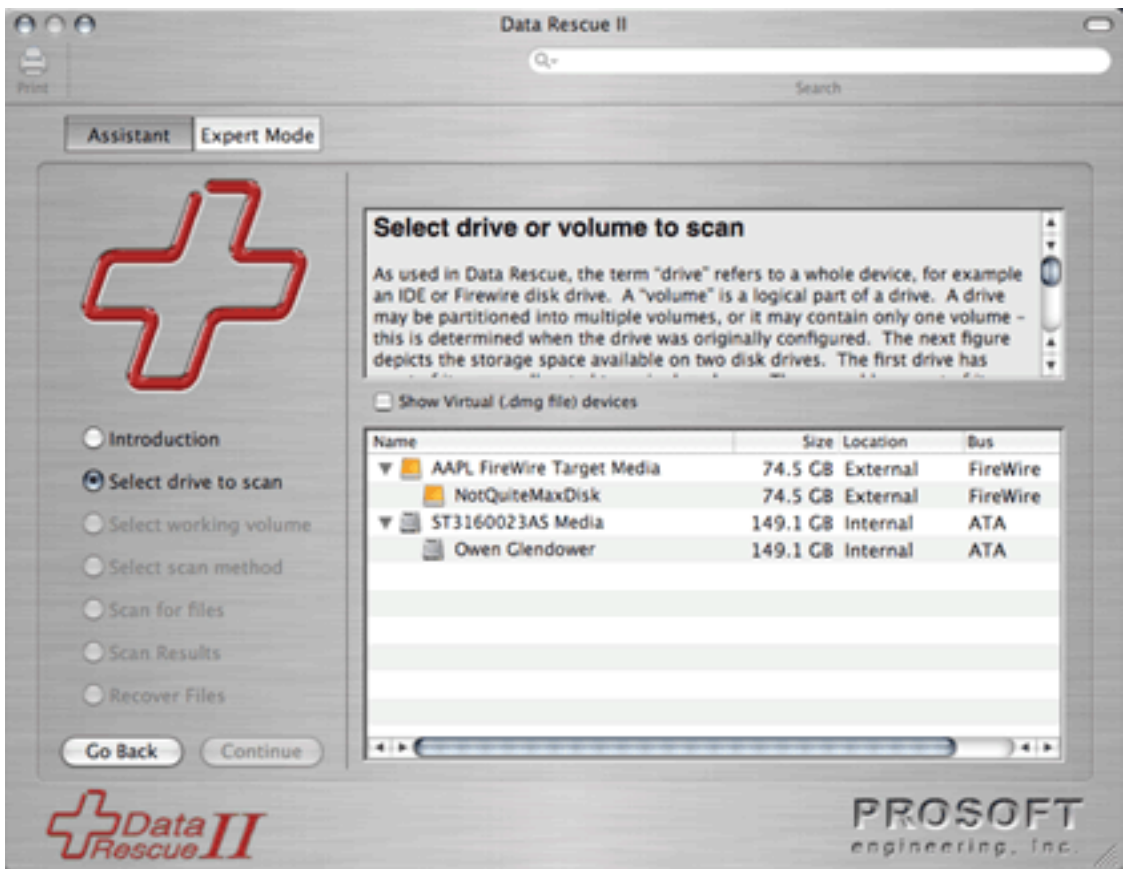 Data Rescue II
Print
Search
Assistant
Expert Mode
Select drive or volume to scan
As used in Data Rescue, the term "drive" refers to a whole device, for example
an IDE or Firewire disk drive. A "volume" is a logical part of a drive. A drive
may be partitioned into multiple volumes, or it may contain only one volume –
this is determined when the drive was originally configured. The next figure
depicts the storage space available on two disk drives. The first drive has
Show Virtual (.dmg file) devices
Introduction
Select drive to scan
Select working volume
Select scan method
Scan for files
Scan Results
Recover Files
Name Size Location Bus
AAPL FireWire Target Media 74.5 GB External FireWire
NotQuiteMaxDisk 74.5 GB External FireWire
ST3160023AS Media 149.1 GB Internal ATA
Owen Glendower 149.1 GB Internal ATA
Go Back
Continue
Data
Rescue II
PROSOFT
engineering, Inc.